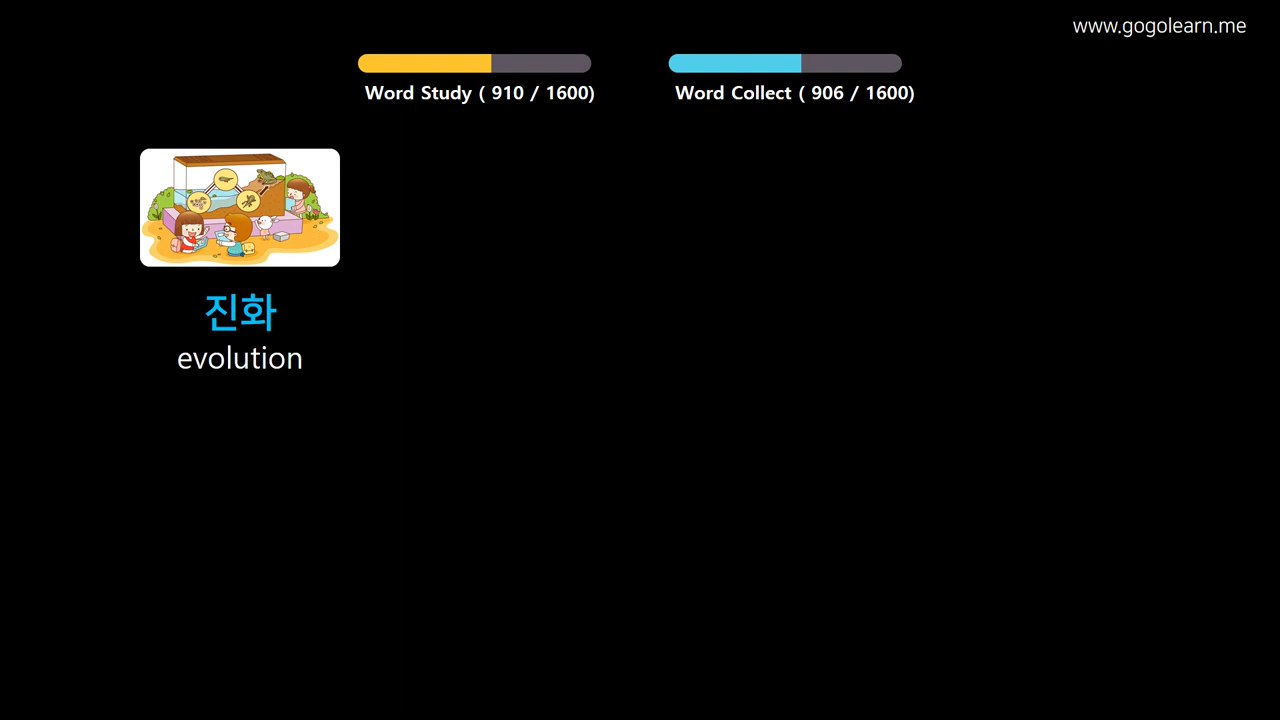 www.gogolearn.me
Word Study ( 910 / 1600)
Word Collect ( 906 / 1600)
진화
evolution